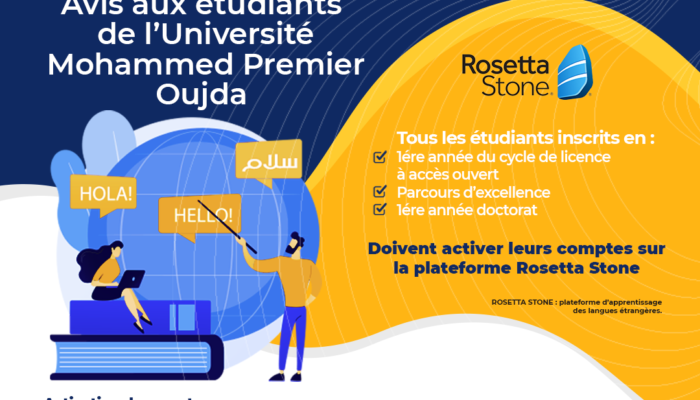 Avis aux étudiants
de l’Université
Mohammed Premier
Oujda
Rosetta
Stone
Tous les étudiants inscrits en :
1ére année du cycle de licence
à accès ouvert
Parcours d’excellence
1ére année doctorat
Doivent activer leurs comptes sur
la plateforme Rosetta Stone
ROSETTA STONE : plateforme d’apprentissage
des langues étrangères.
سلام
HOLA!
HELLO!